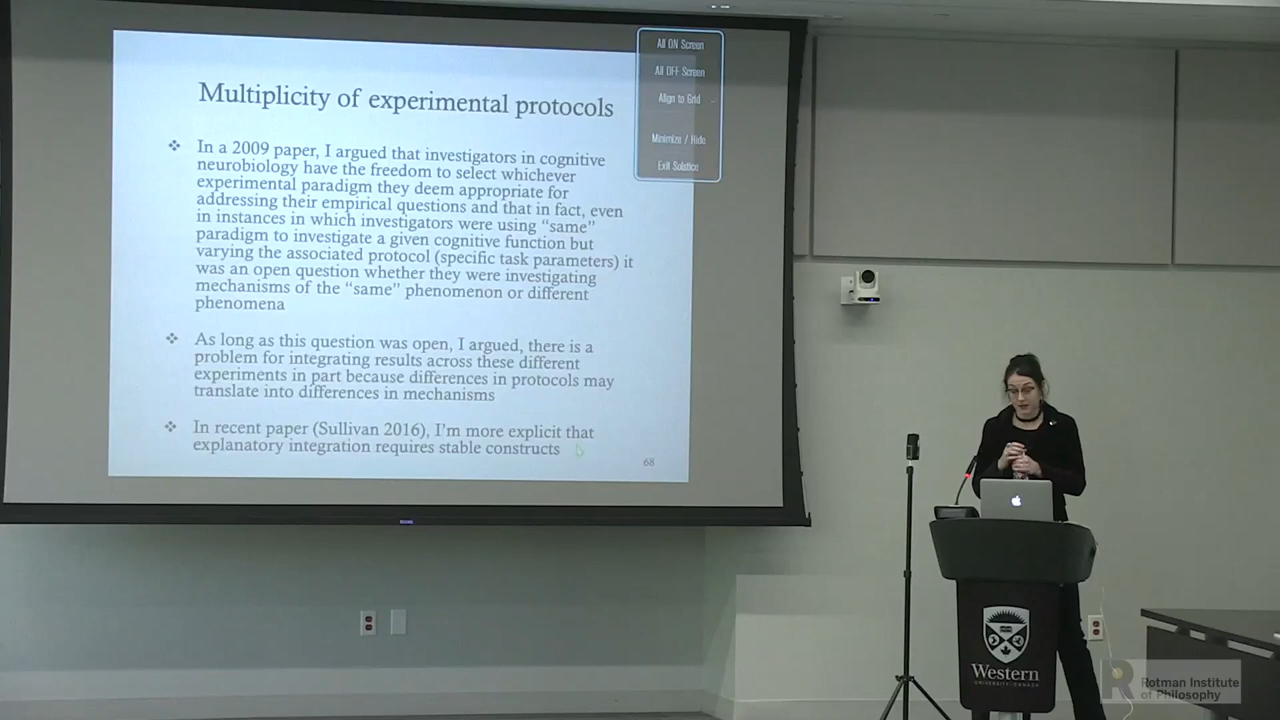 Multiplicity of experimental protocols
In a 2009 paper, I argued that investigators in cognitive
neurobiology have the freedom to select whichever
experimental paradigm they deem appropriate for
addressing their empirical questions and that in fact, even
in instances in which investigators were using “same”
paradigm to investigate a given cognitive function but
varying the associated protocol (specific task parameters) it
was an open question whether they were investigating
mechanisms of the “same” phenomenon or different
phenomena
As long as this question was open, I argued, there is a
problem for integrating results across these different
experiments in part because differences in protocols may
translate into differences in mechanisms
In recent paper (Sullivan 2016), I’m more explicit that
explanatory integration requires stable constructs
68
All ON Screen
All OFF Screen
Align to Grid
Minimize / Hide
Exit Solstice
Western
UNIVERSITY · CANADA
Rotman Institute
of Philosophy